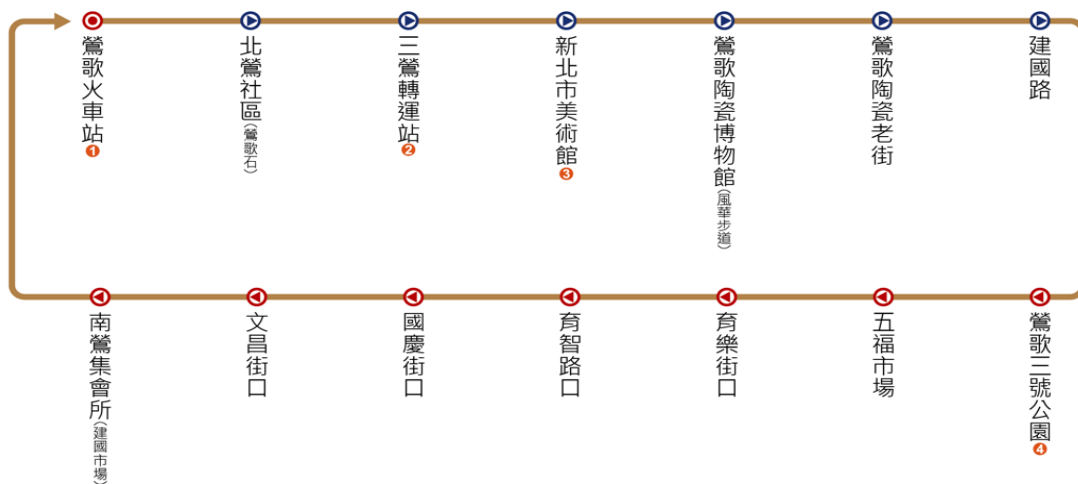 鶯歌火車站❶
北鶯社區(鶯歌石)
三鶯轉運站❷
新北市美術館❸
鶯歌陶瓷博物館(風華步道)
鶯歌陶瓷老街
建國路
鶯歌三號公園❹
五福市場
育樂街口
育智路口
國慶街口
文昌街口
南鶯集會所(建國市場)